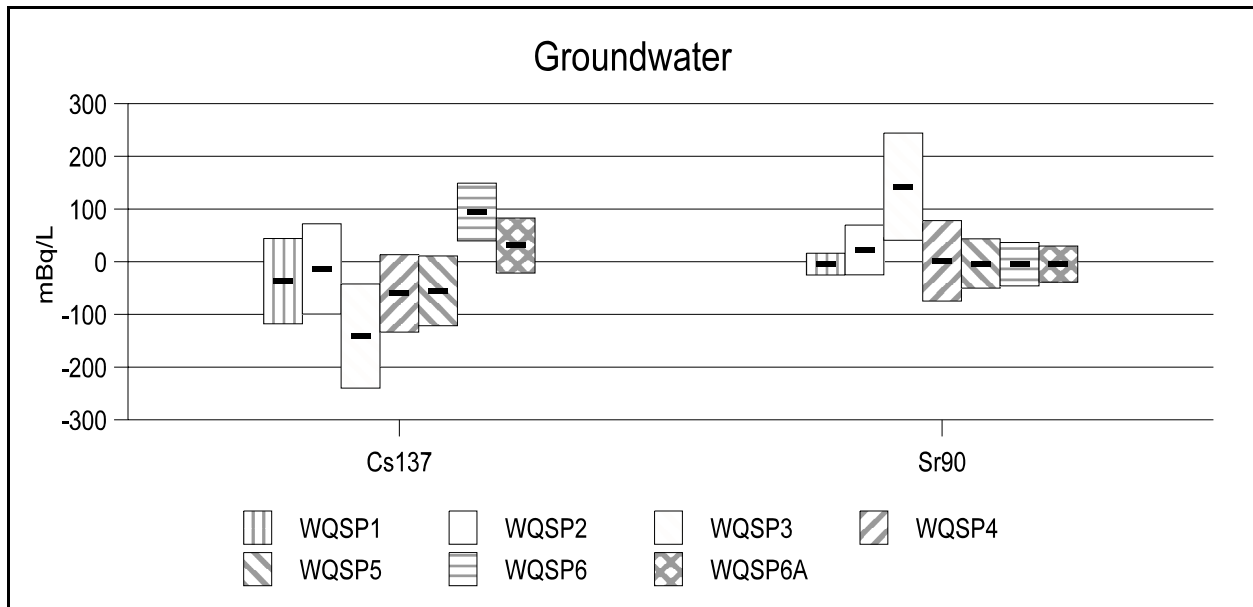 Groundwater
300
200
100
0
-100
-200
-300
mBq/L
Cs137 Sr90
WQSP1 WQSP2 WQSP3 WQSP4
WQSP5 WQSP6 WQSP6A